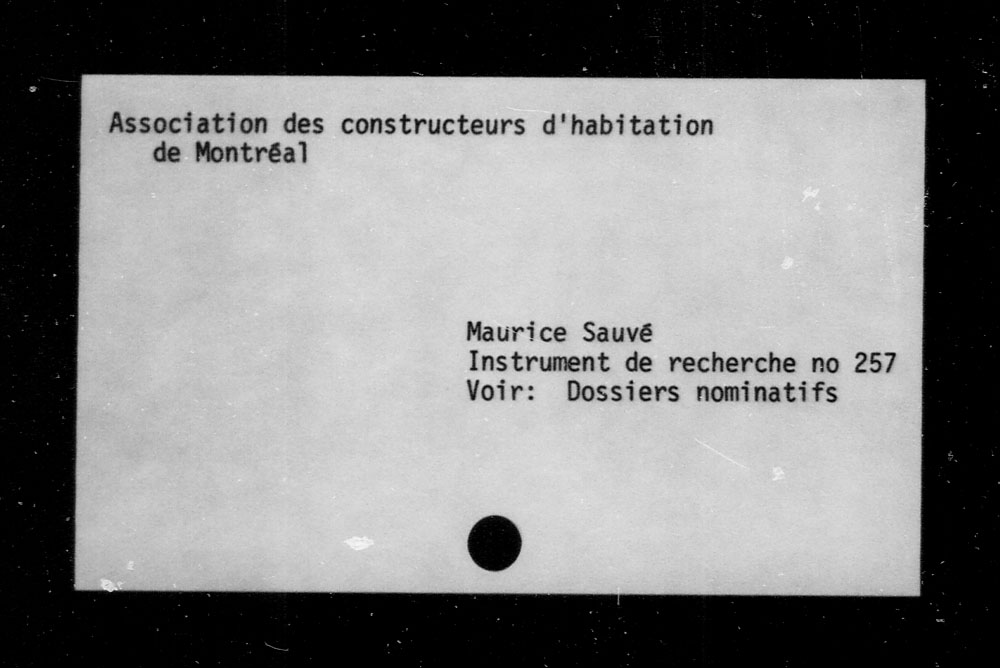 Association des constructeurs d'habitation
de Montréal
Maurice Sauvé
Instrument de recherche no 257
Voir: Dossiers nominatifs